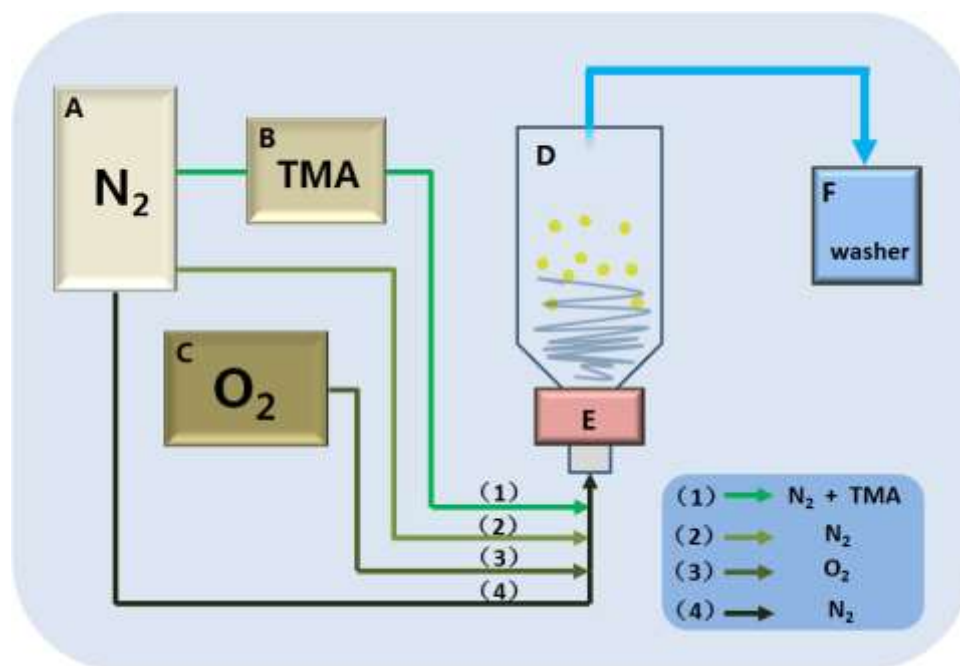 A
N₂
B
TMA
C
O₂
D
E
F
washer
(1)
(2)
(3)
(4)
(1) N₂ + TMA
(2) N₂
(3) O₂
(4) N₂